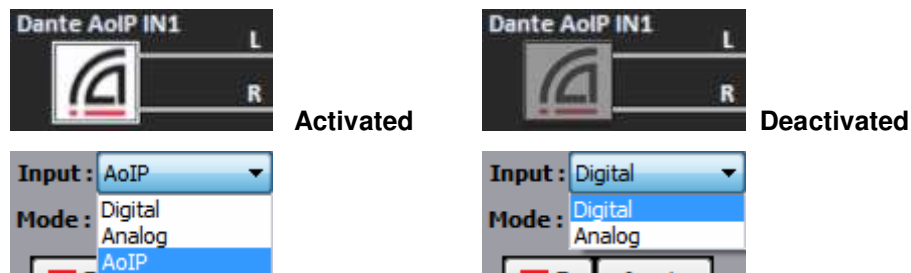 Dante AoIP IN1
L
R
Activated
Input : AoIP
Mode :
Digital
Analog
AoIP
Dante AoIP IN1
L
R
Deactivated
Input : Digital
Mode :
Digital
Analog